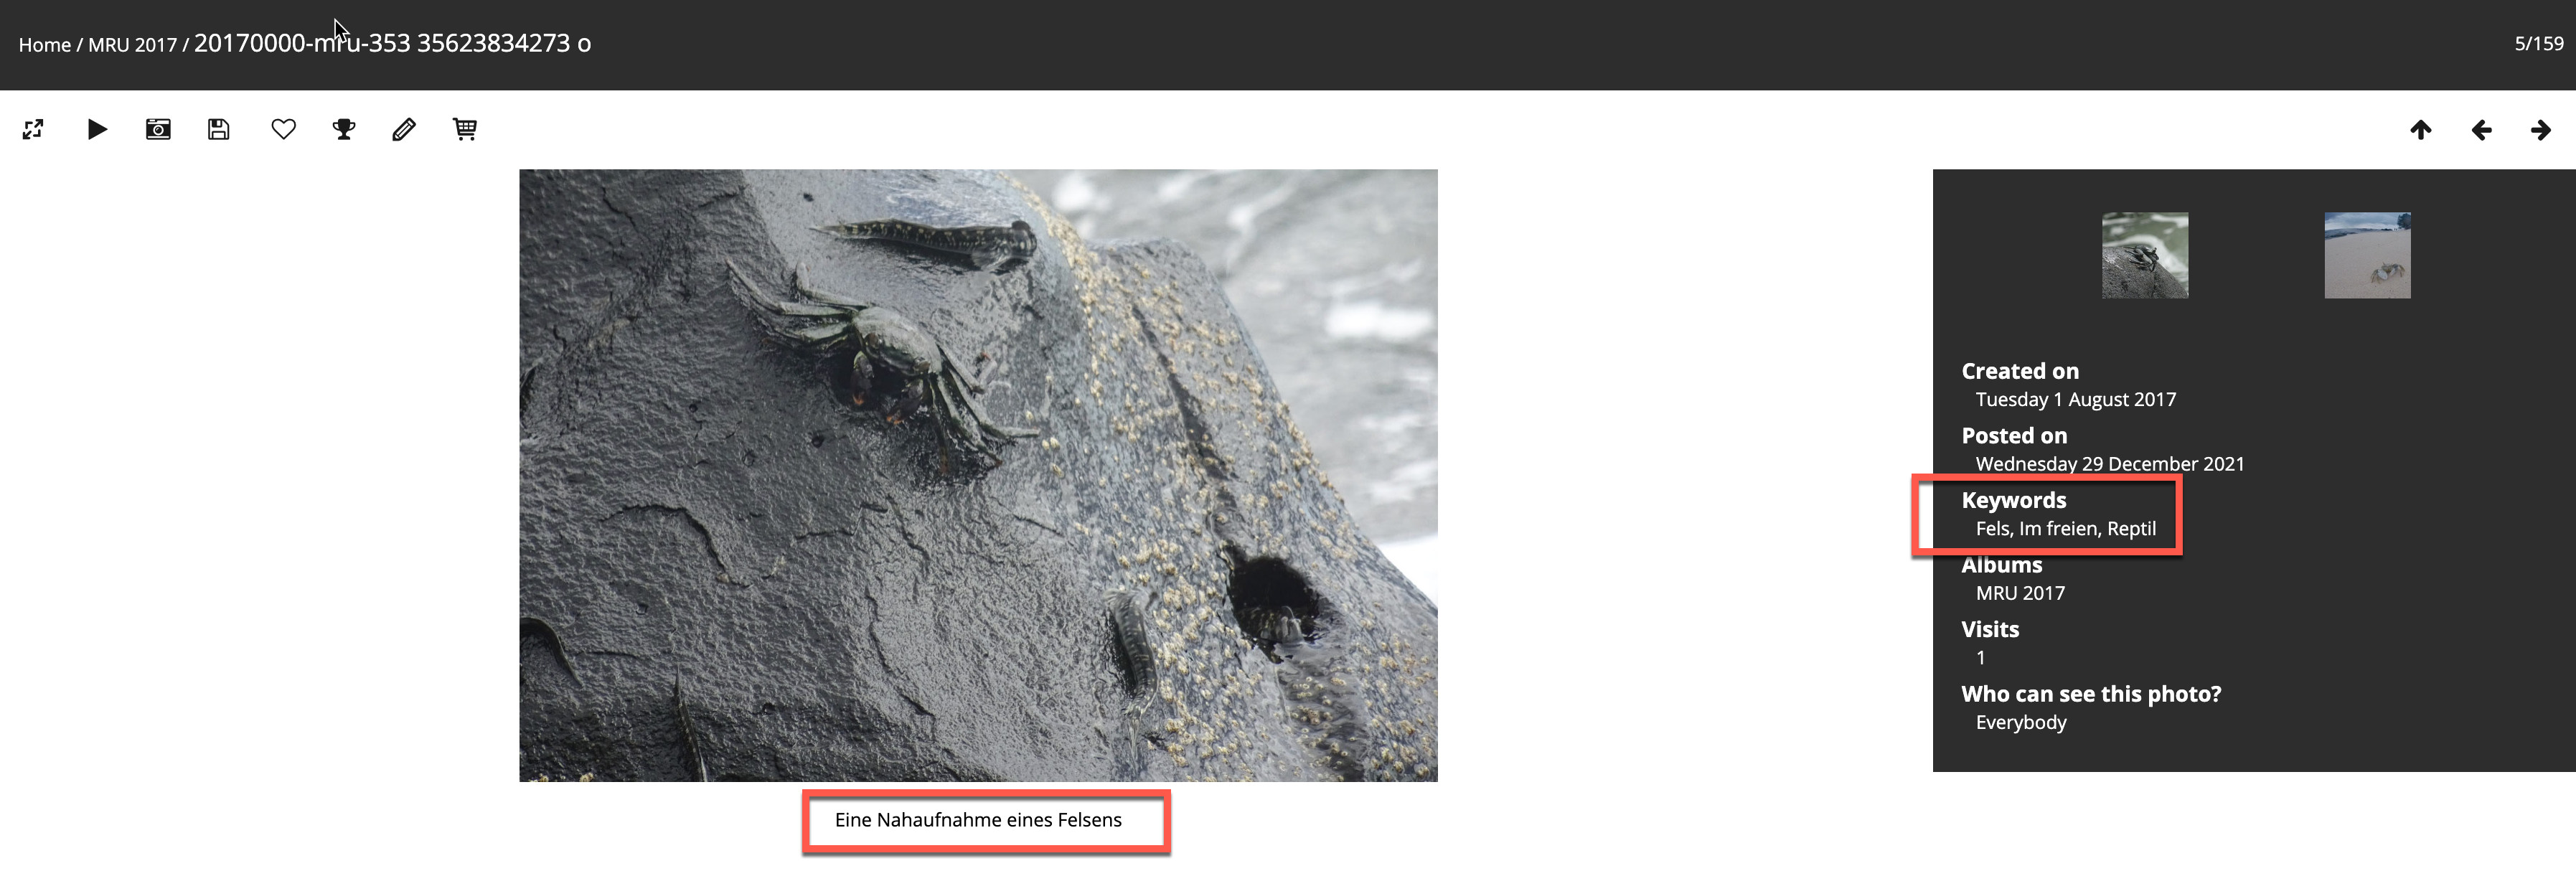 Home / MRU 2017 / 20170000-mru-353 35623834273 o
5/159
Created on
Tuesday 1 August 2017
Posted on
Wednesday 29 December 2021
Keywords
Fels, Im freien, Reptil
Albums
MRU 2017
Visits
1
Who can see this photo?
Everybody
Eine Nahaufnahme eines Felsens